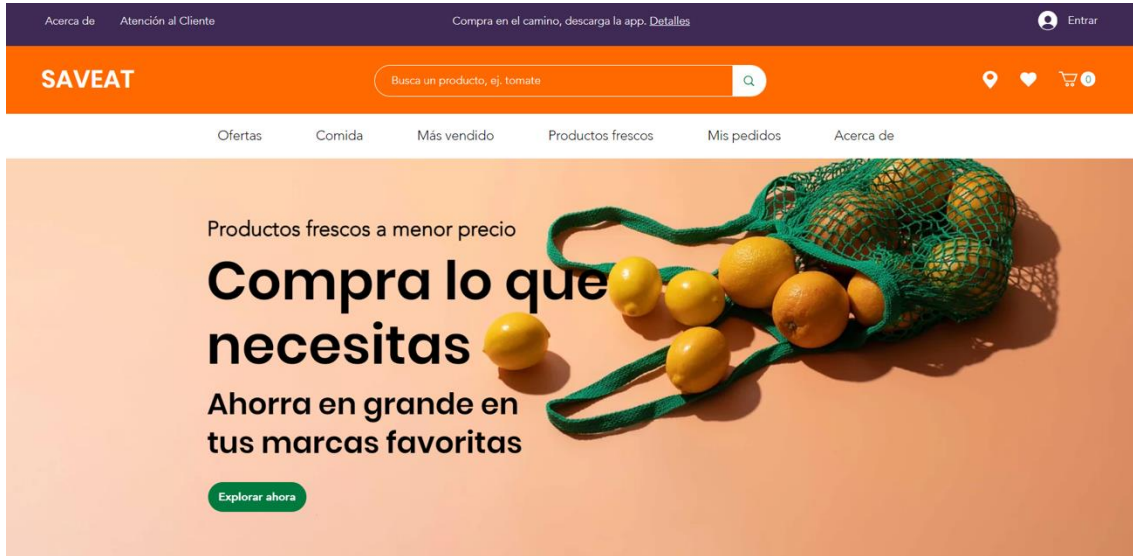 Acerca de
Atención al Cliente
Compra en el camino, descarga la app. Detalles
Entrar
SAVEAT
Busca un producto, ej. tomate
0
Ofertas
Comida
Más vendido
Productos frescos
Mis pedidos
Acerca de
Productos frescos a menor precio
Compra lo que
necesitas
Ahorra en grande en
tus marcas favoritas
Explorar ahora